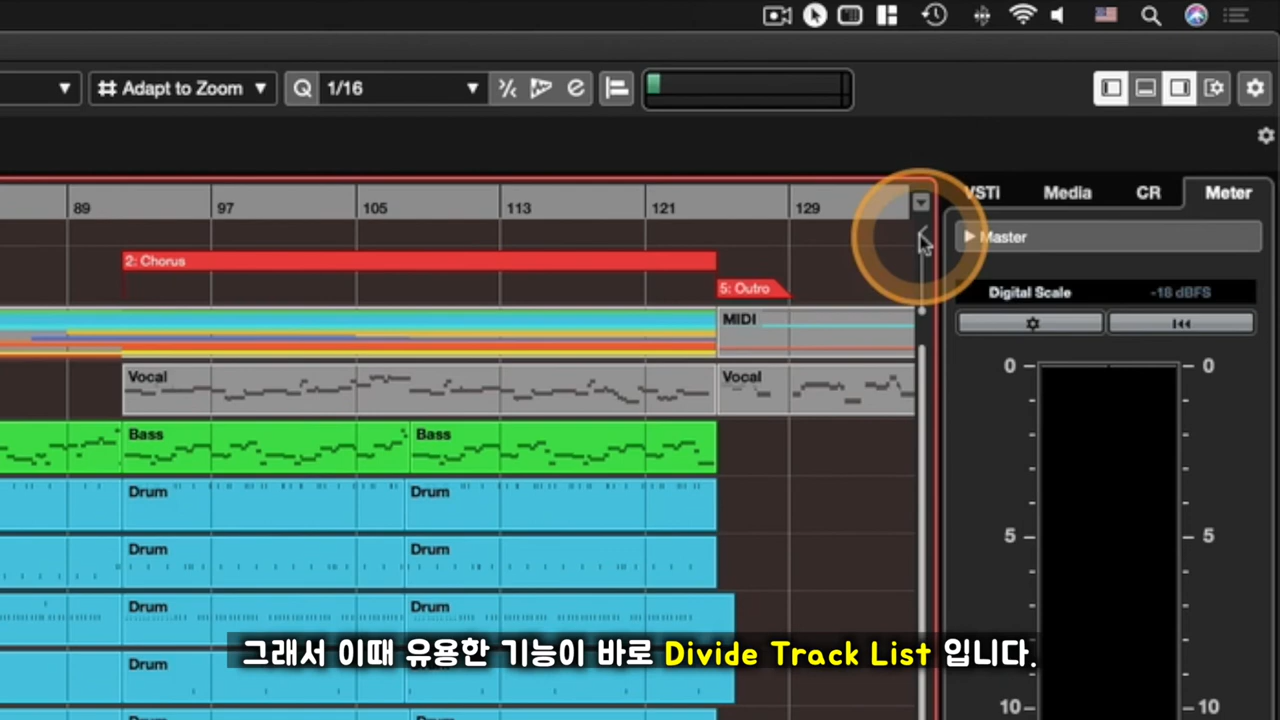 Adapt to Zoom
Q
1/16
89
97
105
113
121
129
VSTi
Media
CR
Meter
2: Chorus
Master
5: Outro
Digital Scale
-18 dBFS
MIDI
Vocal
Vocal
0
0
Bass
Bass
Drum
Drum
5
5
Drum
Drum
Drum
Drum
Drum
Drum
그래서 이때 유용한 기능이 바로 Divide Track List 입니다.
10
10